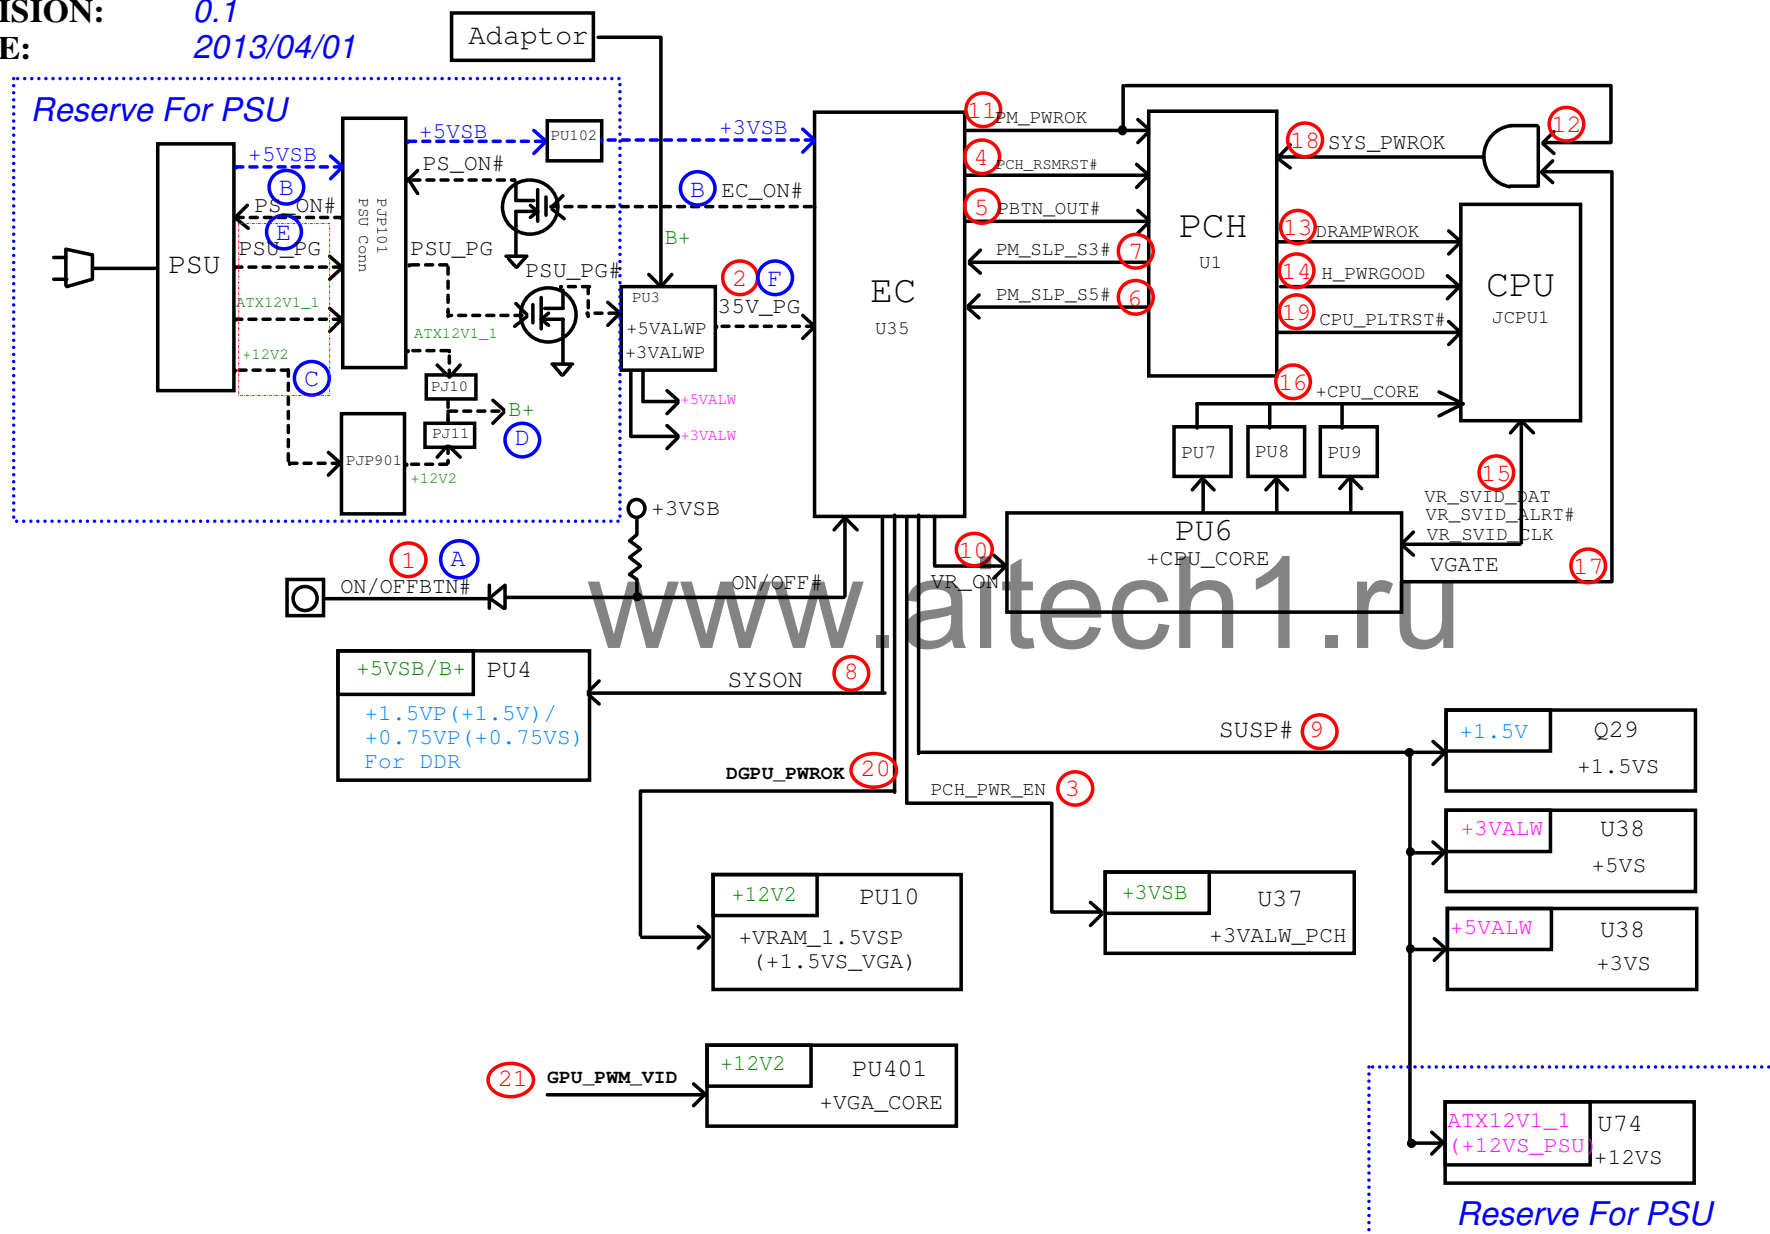 ISION: 0.1
E: 2013/04/01
Adaptor
Reserve For PSU
+5VSB
PU102
+3VSB
11
PM_PWROK
12
+5VSB
B
PS_ON#
PJP101
PSU Conn
PS_ON#
B
EC_ON#
4
PCH_RSMRST#
18
SYS_PWROK
E
PSU_PG
PSU_PG
PSU
ATX12V1_1
ATX12V1_1
+12V2
C
PSU_PG#
B+
2
F
35V_PG
PU3
+5VALWP
+3VALWP
+5VALW
+3VALW
EC
U35
5
PBTN_OUT#
PM_SLP_S3#
7
PM_SLP_S5#
6
PCH
U1
13
DRAMPWROK
14
H_PWRGOOD
19
CPU_PLTRST#
CPU
JCPU1
16
+CPU_CORE
PJ10
B+
D
PJ11
PJP901
+12V2
PU7
PU8
PU9
15
VR_SVID_DAT
VR_SVID_ALRT#
VR_SVID_CLK
+3VSB
1
A
ON/OFFBTN#
ON/OFF#
10
VR_ON
PU6
+CPU_CORE
VGATE
17
www.aitech1.ru
+5VSB/B+
PU4
+1.5VP(+1.5V)/
+0.75VP(+0.75VS)
For DDR
SYSON
8
SUSP#
9
+1.5V
Q29
+1.5VS
DGPU_PWROK
20
PCH_PWR_EN
3
+3VALW
U38
+5VS
+12V2
PU10
+VRAM_1.5VSP
(+1.5VS_VGA)
+3VSB
U37
+3VALW_PCH
+5VALW
U38
+3VS
21
GPU_PWM_VID
+12V2
PU401
+VGA_CORE
ATX12V1_1
(+12VS_PSU)
U74
+12VS
Reserve For PSU